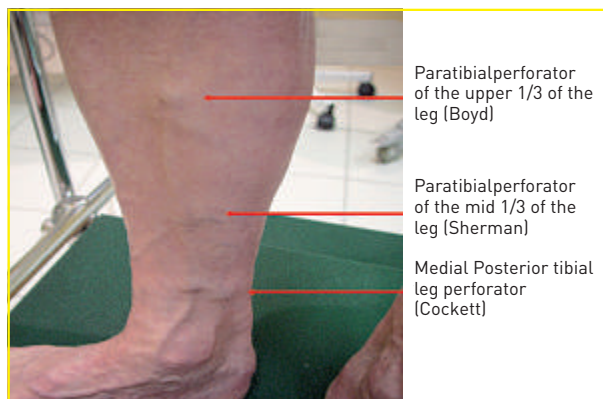 Paratibialperforator
of the upper 1/3 of the
leg (Boyd)
Paratibialperforator
of the mid 1/3 of the
leg (Sherman)
Medial Posterior tibial
leg perforator
(Cockett)